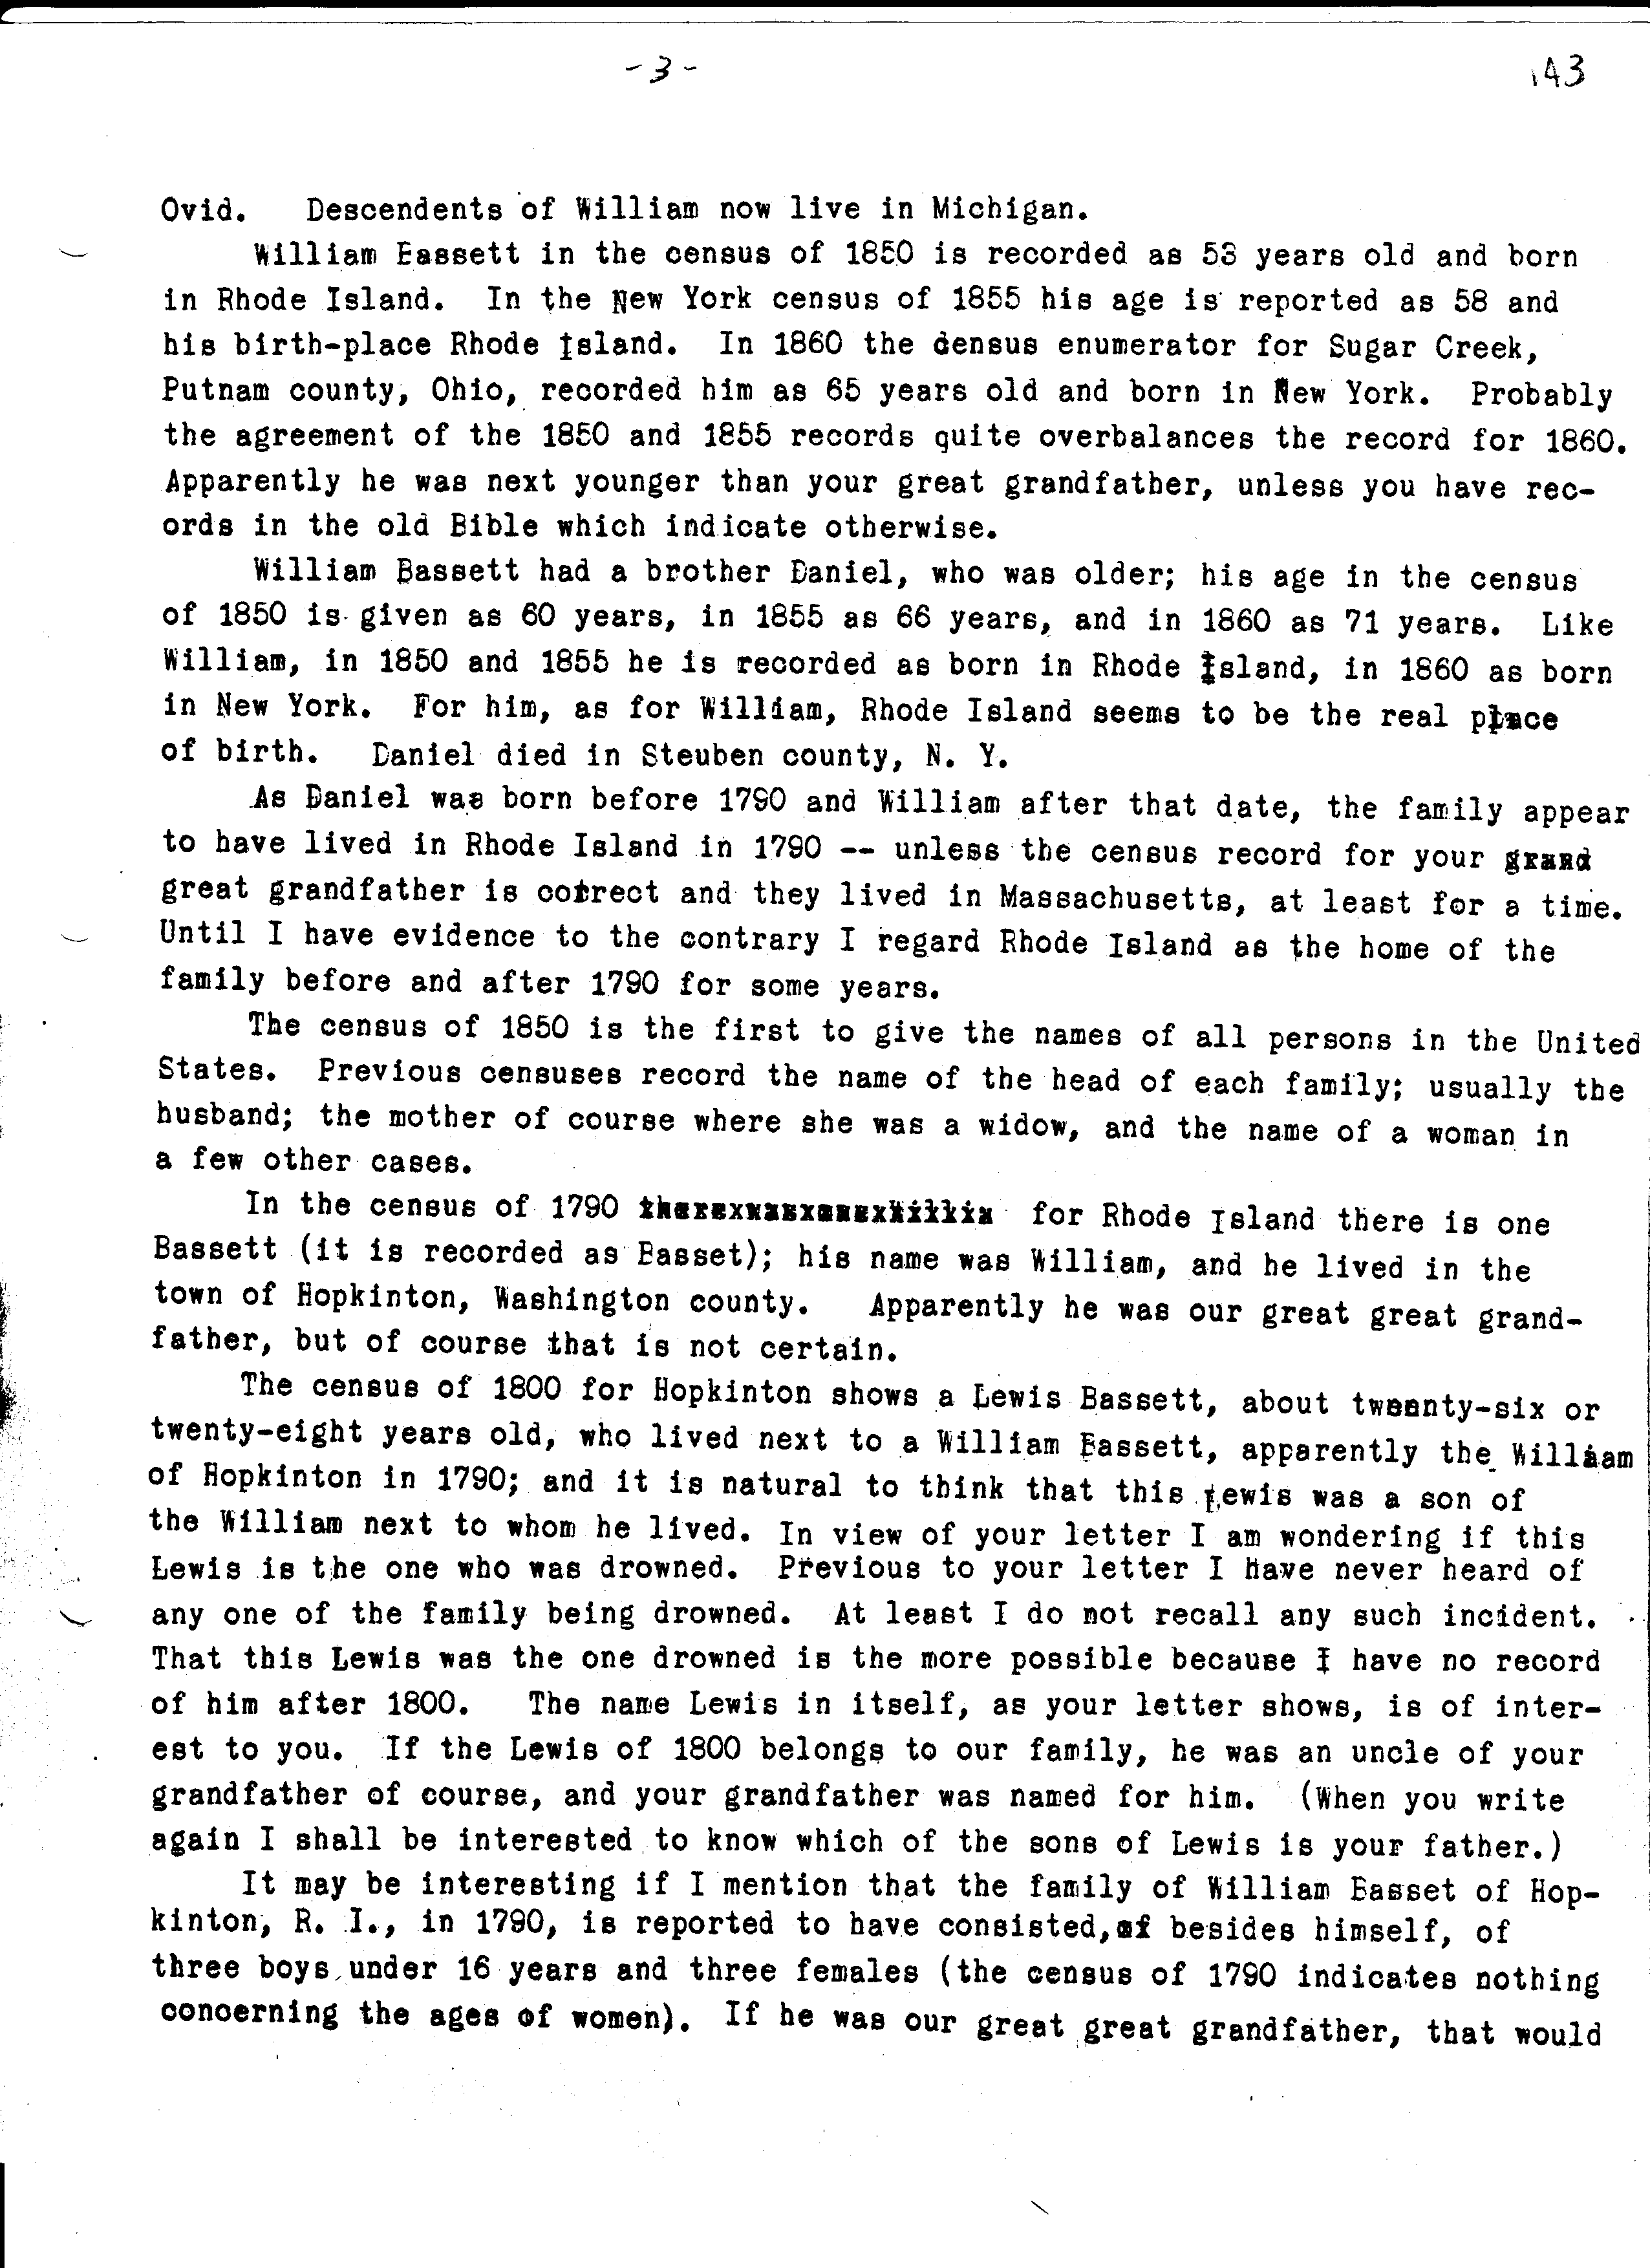 -3-
143
Ovid. Descendents of William now live in Michigan.
William Bassett in the census of 1850 is recorded as 53 years old and born
in Rhode Island. In the New York census of 1855 his age is reported as 58 and
his birth-place Rhode Island. In 1860 the census enumerator for Sugar Creek,
Putnam county, Ohio, recorded him as 65 years old and born in New York. Probably
the agreement of the 1850 and 1855 records quite overbalances the record for 1860.
Apparently he was next younger than your great grandfather, unless you have rec-
ords in the old Bible which indicate otherwise.
William Bassett had a brother Daniel, who was older; his age in the census
of 1850 is given as 60 years, in 1855 as 66 years, and in 1860 as 71 years. Like
William, in 1850 and 1855 he is recorded as born in Rhode Island, in 1860 as born
in New York. For him, as for William, Rhode Island seems to be the real place
of birth. Daniel died in Steuben county, N. Y.
As Daniel was born before 1790 and William after that date, the family appear
to have lived in Rhode Island in 1790 -- unless the census record for your grand
great grandfather is correct and they lived in Massachusetts, at least for a time.
Until I have evidence to the contrary I regard Rhode Island as the home of the
family before and after 1790 for some years.
The census of 1850 is the first to give the names of all persons in the United
States. Previous censuses record the name of the head of each family; usually the
husband; the mother of course where she was a widow, and the name of a woman in
a few other cases.
In the census of 1790 for Rhode Island there is one
Bassett (it is recorded as Basset); his name was William, and he lived in the
town of Hopkinton, Washington county. Apparently he was our great great grand-
father, but of course that is not certain.
The census of 1800 for Hopkinton shows a Lewis Bassett, about twenty-six or
twenty-eight years old, who lived next to a William Bassett, apparently the William
of Hopkinton in 1790; and it is natural to think that this Lewis was a son of
the William next to whom he lived. In view of your letter I am wondering if this
Lewis is the one who was drowned. Previous to your letter I have never heard of
any one of the family being drowned. At least I do not recall any such incident.
That this Lewis was the one drowned is the more possible because I have no record
of him after 1800. The name Lewis in itself, as your letter shows, is of inter-
est to you. If the Lewis of 1800 belongs to our family, he was an uncle of your
grandfather of course, and your grandfather was named for him. (When you write
again I shall be interested to know which of the sons of Lewis is your father.)
It may be interesting if I mention that the family of William Basset of Hop-
kinton, R. I., in 1790, is reported to have consisted, of besides himself, of
three boys under 16 years and three females (the census of 1790 indicates nothing
concerning the ages of women). If he was our great great grandfather, that would